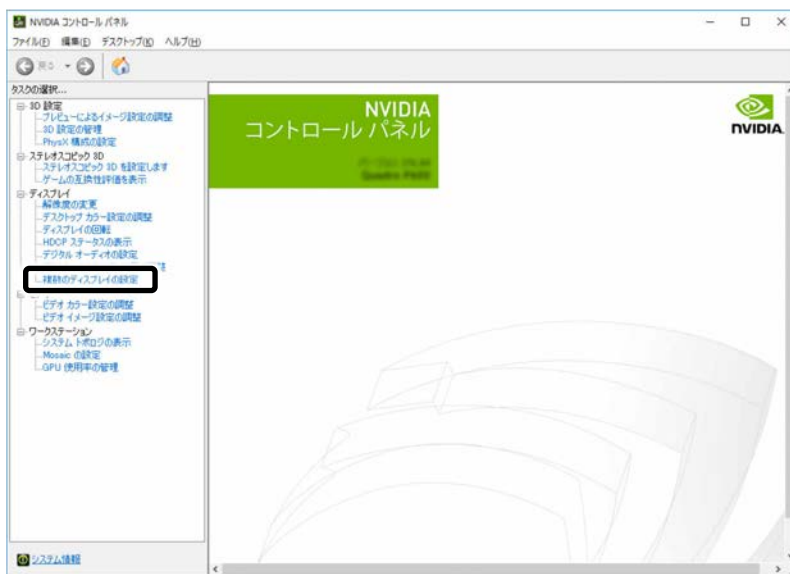 NVIDIA コントロール パネル
ファイル(F) 編集(E) デスクトップ(K) ヘルプ(H)
戻る
タスクの選択...
3D 設定
プレビューによるイメージ設定の調整
3D 設定の管理
PhysX 構成の設定
ステレオスコピック 3D
ステレオスコピック 3D を設定します
ゲームの互換性評価を表示
ディスプレイ
解像度の変更
デスクトップ カラー設定の調整
ディスプレイの回転
HDCP ステータスの表示
デジタル オーディオの設定
複数のディスプレイの設定
ビデオ カラー設定の調整
ビデオ イメージ設定の調整
ワークステーション
システム トポロジの表示
Mosaic の設定
GPU 使用率の管理
システム情報
NVIDIA
コントロール パネル
NVIDIA.